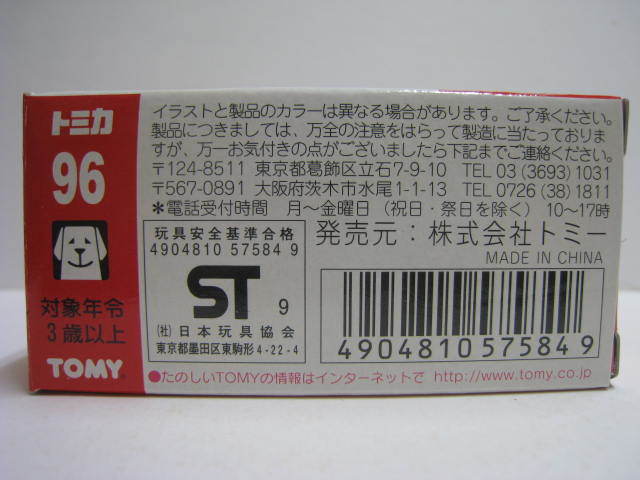 トミカ
96
対象年令
3歳以上
TOMY
イラストと製品のカラーは異なる場合があります。ご了承ください。
製品につきましては、万全の注意をはらって製造に当たっておりま
すが、万一お気付きの点がございましたら下記までご連絡ください。
〒124-8511 東京都葛飾区立石7-9-10 TEL 03(3693)1031
〒567-0891 大阪府茨木市水尾1-1-13 TEL 0726(38)1811
*電話受付時間 月〜金曜日(祝日・祭日を除く) 10〜17時
玩具安全基準合格
4904810 57584 9
ST 9
(社)日本玩具協会
東京都墨田区東駒形4-22-4
発売元:株式会社トミー
MADE IN CHINA
4904810575849
●たのしいTOMYの情報はインターネットで http://www.tomy.co.jp